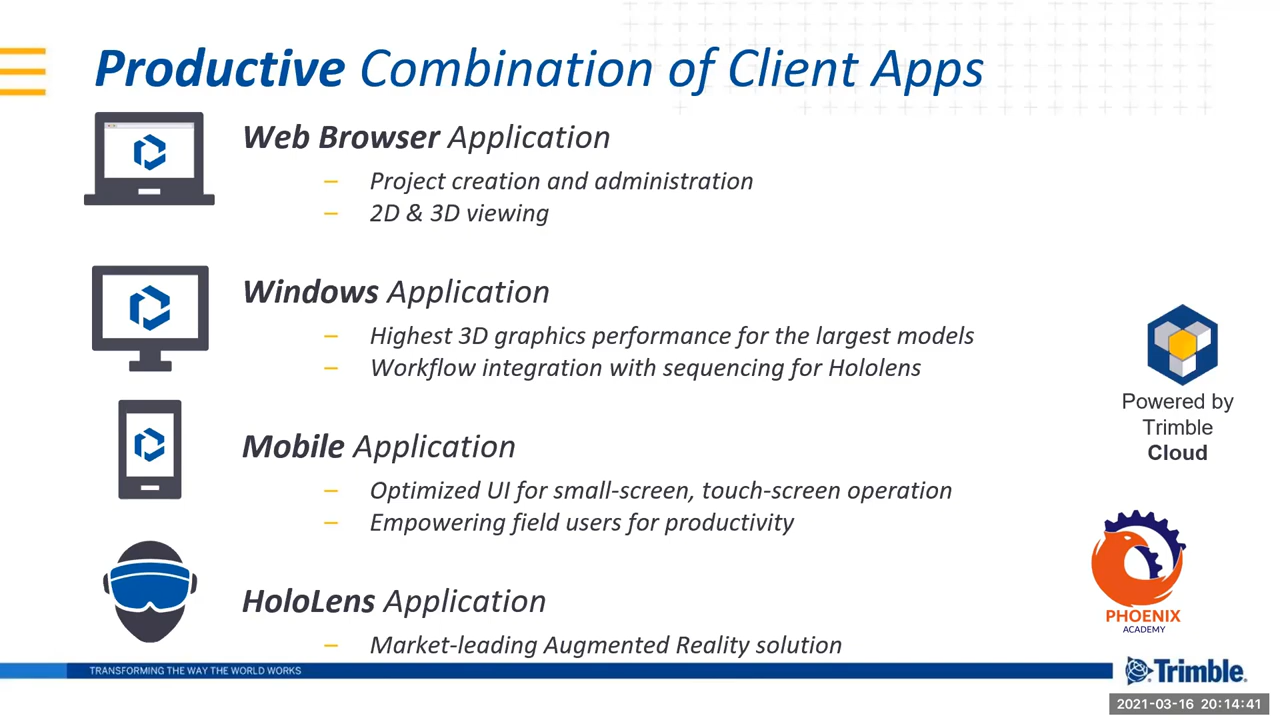 Productive Combination of Client Apps
Web Browser Application
– Project creation and administration
– 2D & 3D viewing
Windows Application
– Highest 3D graphics performance for the largest models
– Workflow integration with sequencing for Hololens
Mobile Application
– Optimized UI for small-screen, touch-screen operation
– Empowering field users for productivity
HoloLens Application
– Market-leading Augmented Reality solution
Powered by
Trimble
Cloud
PHOENIX
ACADEMY
TRANSFORMING THE WAY THE WORLD WORKS
Trimble.
2021-03-16 20:14:41